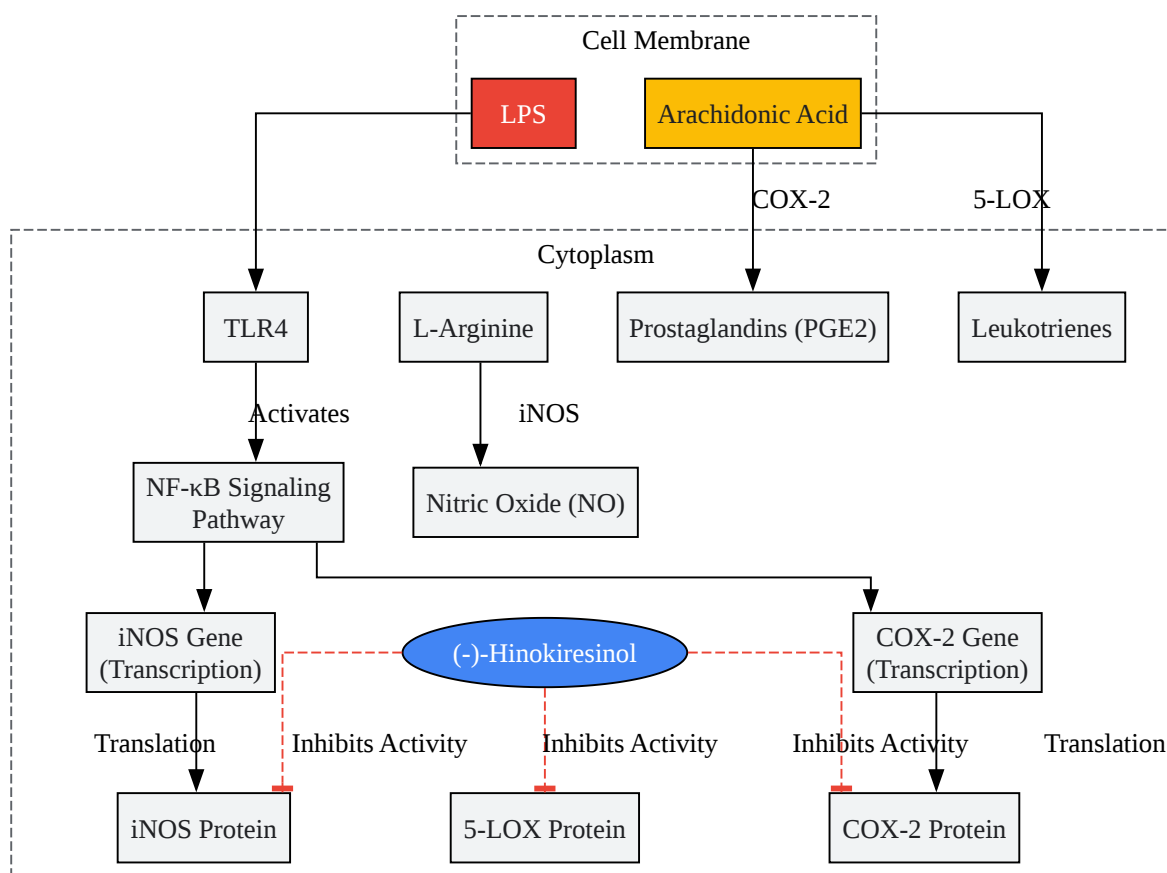 Cell Membrane
LPS
Arachidonic Acid
COX-2
5-LOX
Cytoplasm
TLR4
L-Arginine
Prostaglandins (PGE2)
Leukotrienes
Activates
iNOS
NF-κB Signaling
Pathway
Nitric Oxide (NO)
iNOS Gene
(Transcription)
(-)-Hinokiresinol
COX-2 Gene
(Transcription)
Translation
Inhibits Activity
Inhibits Activity
Inhibits Activity
Translation
iNOS Protein
5-LOX Protein
COX-2 Protein